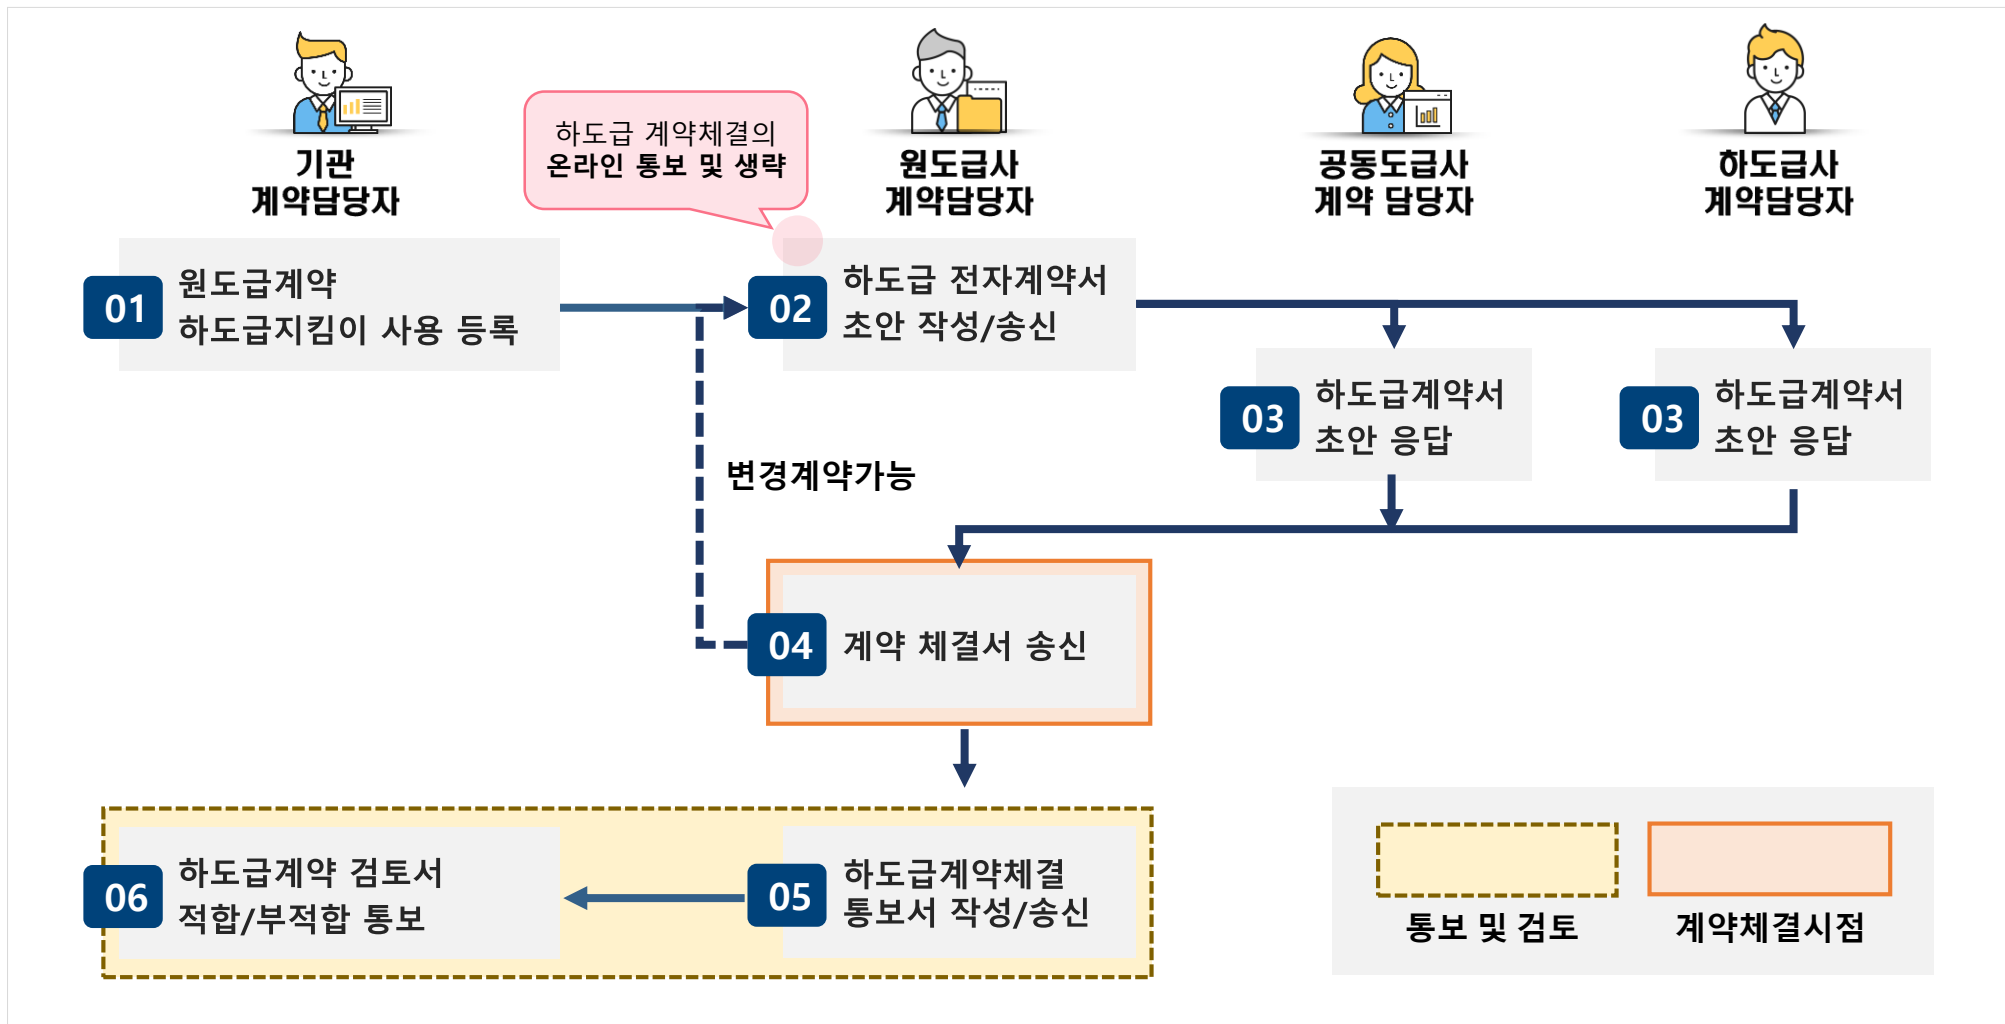 기관
계약담당자
하도급 계약체결의
온라인 통보 및 생략
원도급사
계약담당자
공동도급사
계약 담당자
하도급사
계약담당자
01
원도급계약
하도급지킴이 사용 등록
02
하도급 전자계약서
초안 작성/송신
03
하도급계약서
초안 응답
03
하도급계약서
초안 응답
변경계약가능
04
계약 체결서 송신
05
하도급계약체결
통보서 작성/송신
06
하도급계약 검토서
적합/부적합 통보
통보 및 검토
계약체결시점